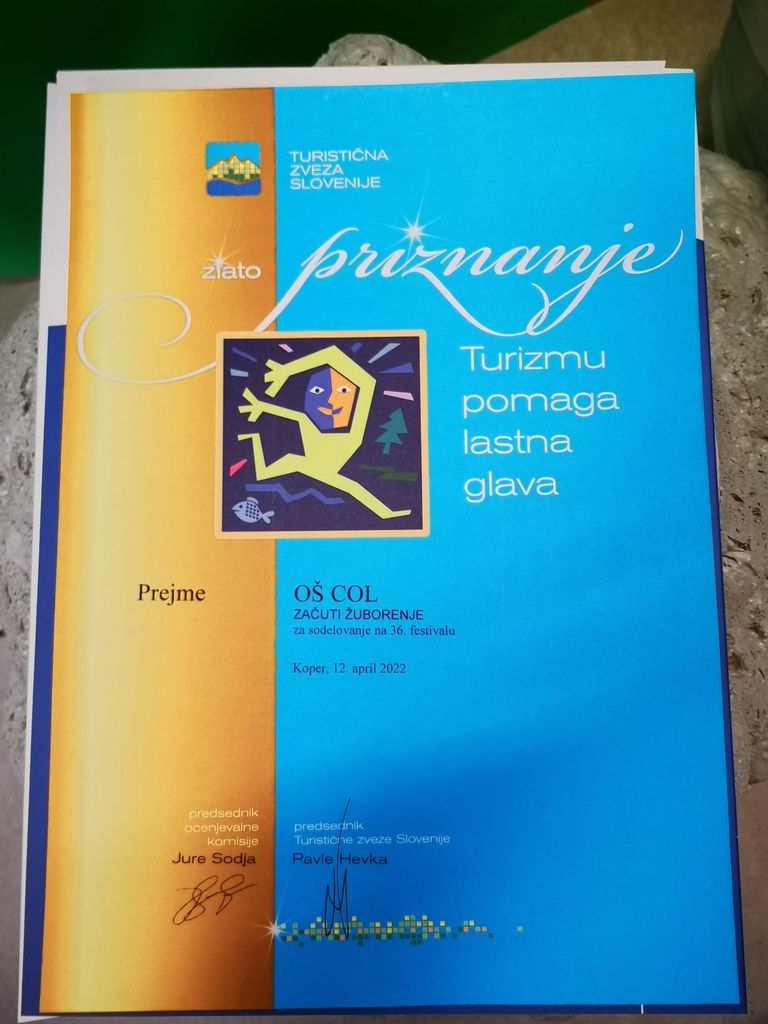 TURISTIČNA
ZVEZA
SLOVENIJE
zlato priznanje
Turizmu
pomaga
lastna
glava
Prejme OŠ COL
ZAČUTI ŽUBORENJE
za sodelovanje na 36. festivalu
Koper, 12. april 2022
predsednik
ocenjevalne
komisije
Jure Sodja
predsednik
Turistične zveze Slovenije
Pavle Hevka